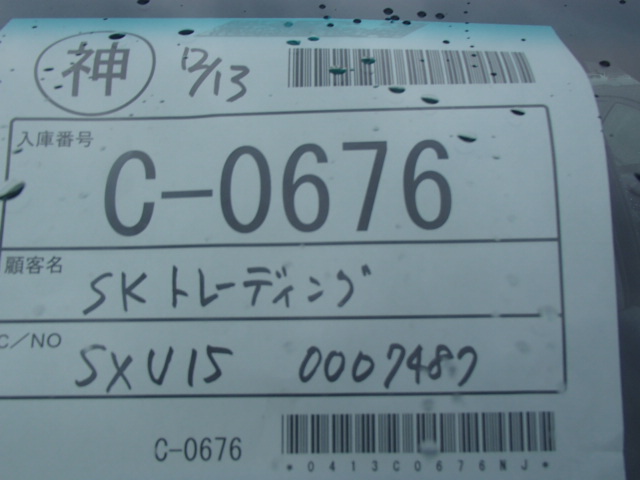 神 12/13
入庫番号
C-0676
顧客名
SKトレーディング
C/NO
SXU15 0007487
C-0676
*0413C0676NJ*